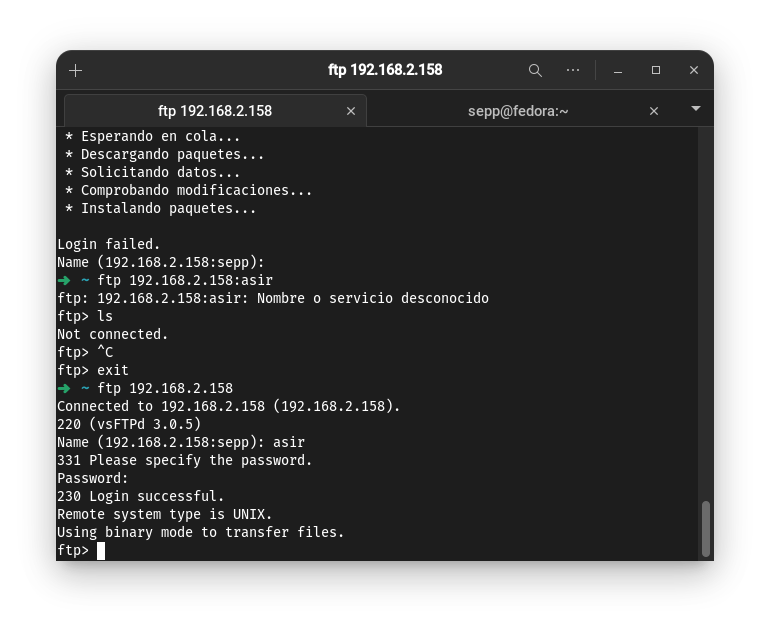 ftp 192.168.2.158
ftp 192.168.2.158
sepp@fedora:~
* Esperando en cola...
* Descargando paquetes...
* Solicitando datos...
* Comprobando modificaciones...
* Instalando paquetes...
Login failed.
Name (192.168.2.158:sepp):
➜ ~ ftp 192.168.2.158:asir
ftp: 192.168.2.158:asir: Nombre o servicio desconocido
ftp> ls
Not connected.
ftp> ^C
ftp> exit
➜ ~ ftp 192.168.2.158
Connected to 192.168.2.158 (192.168.2.158).
220 (vsFTPd 3.0.5)
Name (192.168.2.158:sepp): asir
331 Please specify the password.
Password:
230 Login successful.
Remote system type is UNIX.
Using binary mode to transfer files.
ftp>